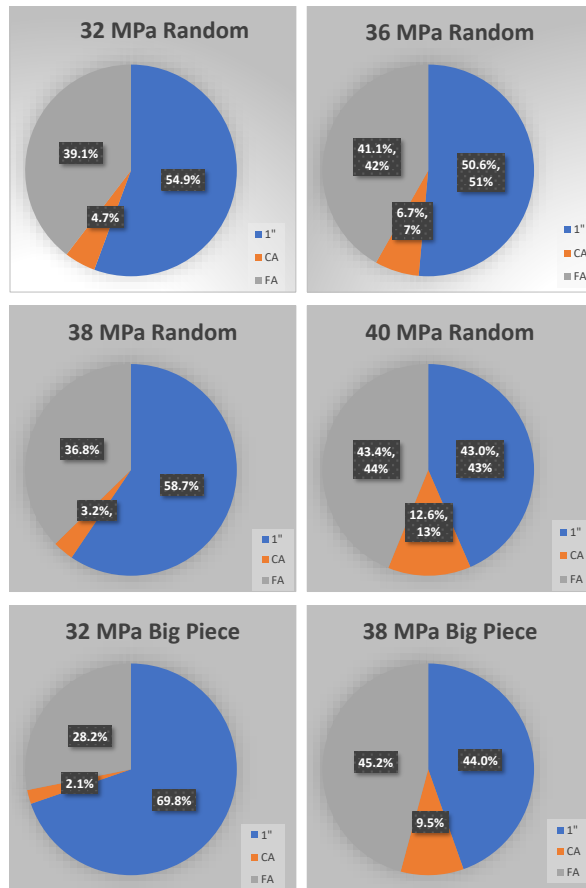 32 MPa Random
39.1%
54.9%
4.7%
1"
CA
FA
36 MPa Random
41.1%,
42%
50.6%,
51%
6.7%,
7%
1"
CA
FA
38 MPa Random
36.8%
58.7%
3.2%,
1"
CA
FA
40 MPa Random
43.4%,
44%
43.0%,
43%
12.6%,
13%
1"
CA
FA
32 MPa Big Piece
28.2%
2.1%
69.8%
1"
CA
FA
38 MPa Big Piece
45.2%
44.0%
9.5%
1"
CA
FA